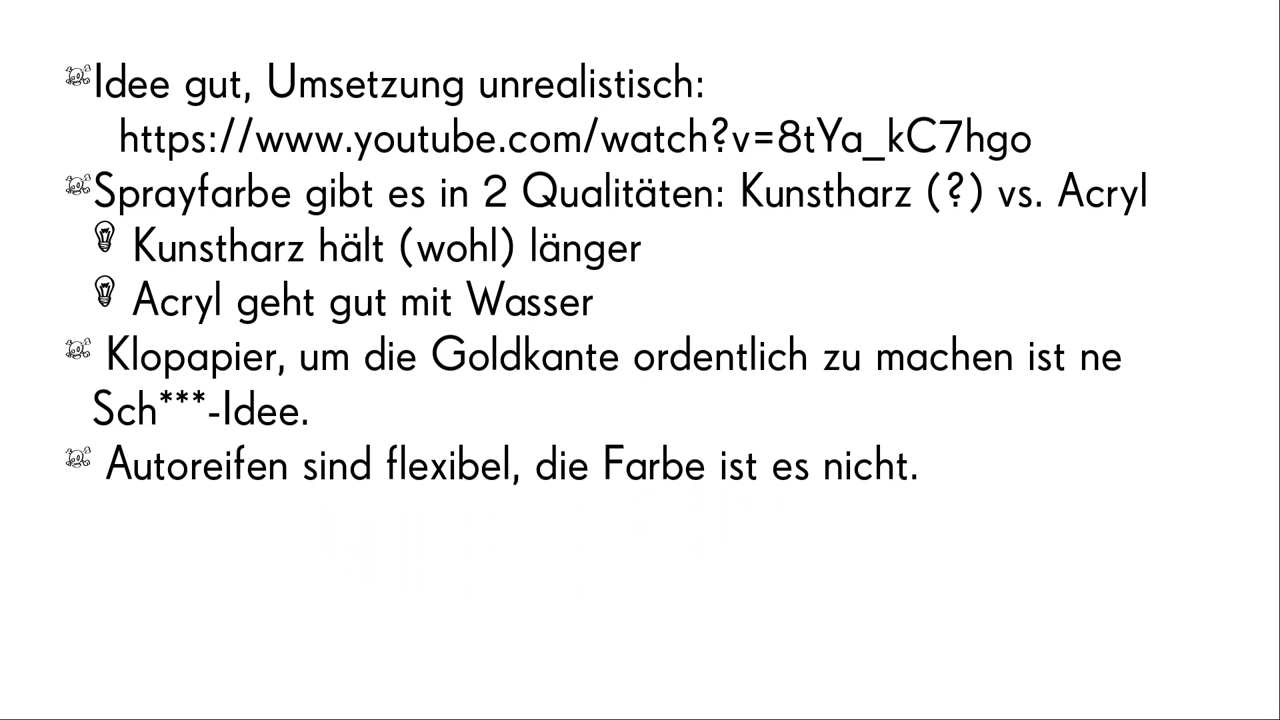 Idee gut, Umsetzung unrealistisch:
https://www.youtube.com/watch?v=8tYa_kC7hgo
Sprayfarbe gibt es in 2 Qualitäten: Kunstharz (?) vs. Acryl
Kunstharz hält (wohl) länger
Acryl geht gut mit Wasser
Klopapier, um die Goldkante ordentlich zu machen ist ne
Sch***-Idee.
Autoreifen sind flexibel, die Farbe ist es nicht.